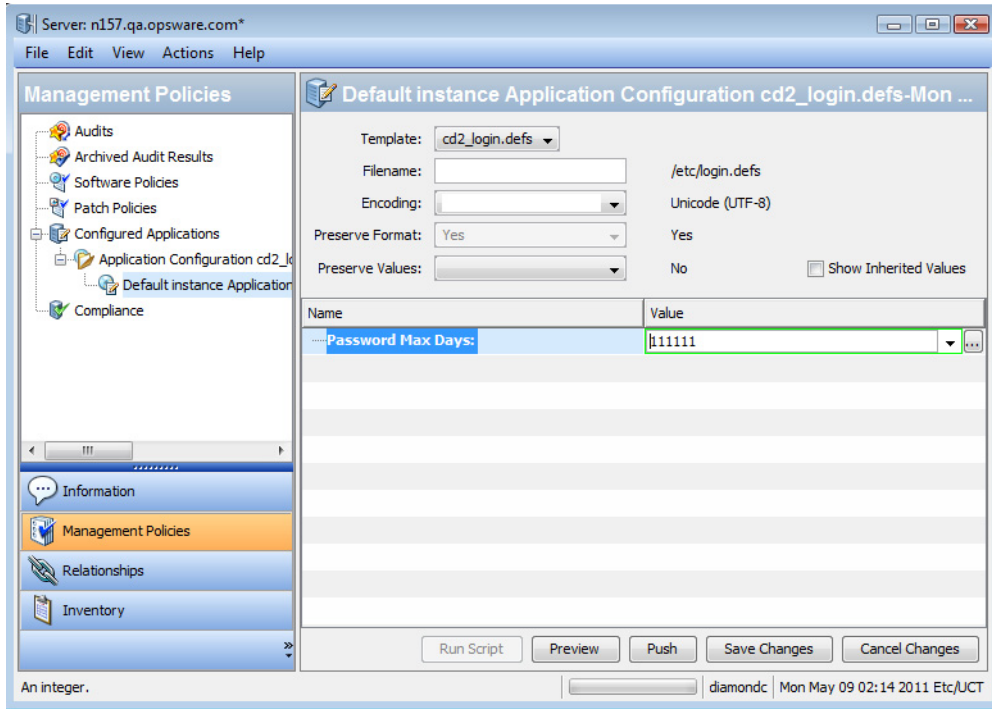 Server: n157.qa.opsware.com*
File Edit View Actions Help
Management Policies
Audits
Archived Audit Results
Software Policies
Patch Policies
Configured Applications
Application Configuration cd2_lo
Default instance Application
Compliance
Information
Management Policies
Relationships
Inventory
Default instance Application Configuration cd2_login.defs-Mon ...
Template: cd2_login.defs
Filename: /etc/login.defs
Encoding: Unicode (UTF-8)
Preserve Format: Yes Yes
Preserve Values: No Show Inherited Values
Name Value
Password Max Days: 111111 ...
Run Script Preview Push Save Changes Cancel Changes
An integer. diamondc Mon May 09 02:14 2011 Etc/UCT